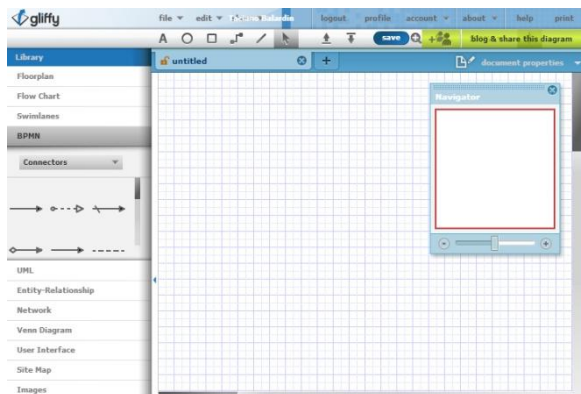 gliffy
file edit logout profile account about help print
A save blog & share this diagram
Library
Floorplan
Flow Chart
Swimlanes
BPMN
Connectors
UML
Entity-Relationship
Network
Venn Diagram
User Interface
Site Map
Images
untitled +
document properties
Navigator